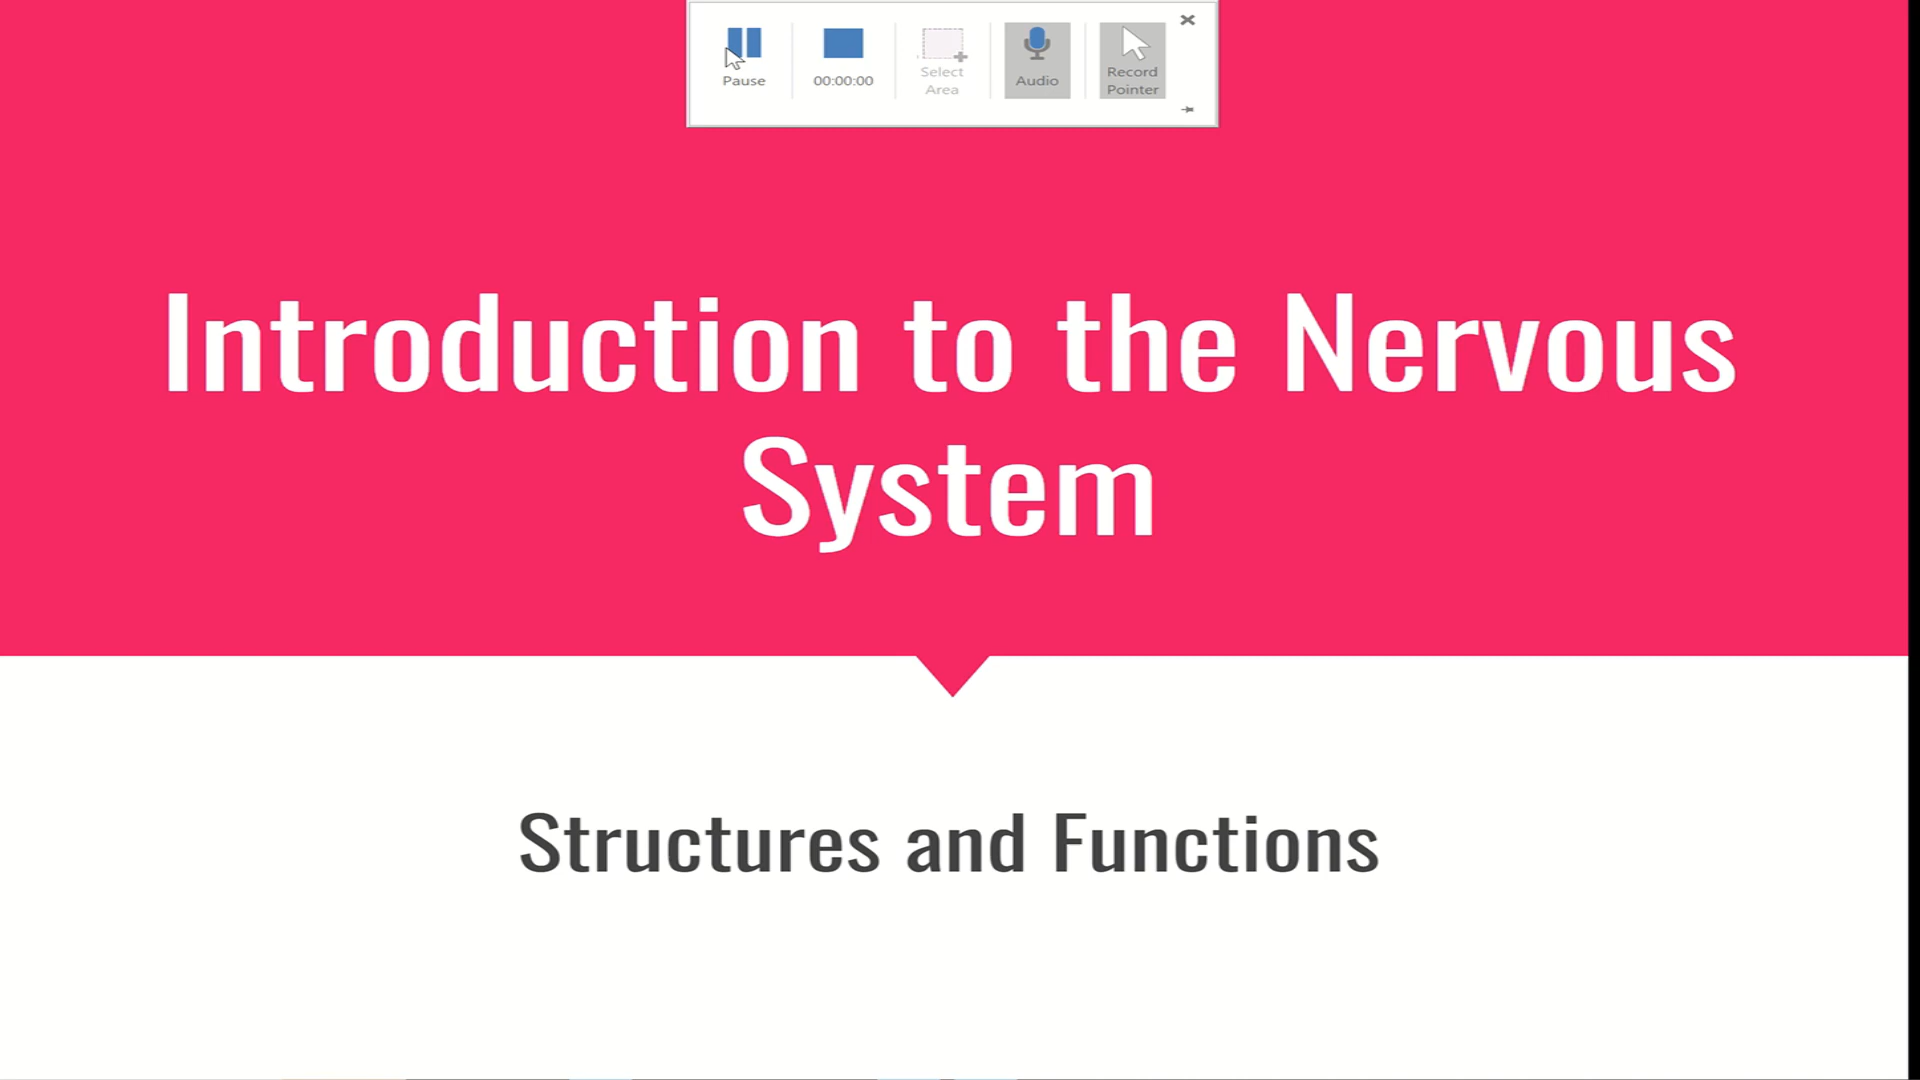 Pause
00:00:00
Select
Area
Audio
Record
Pointer
Introduction to the Nervous
System
Structures and Functions